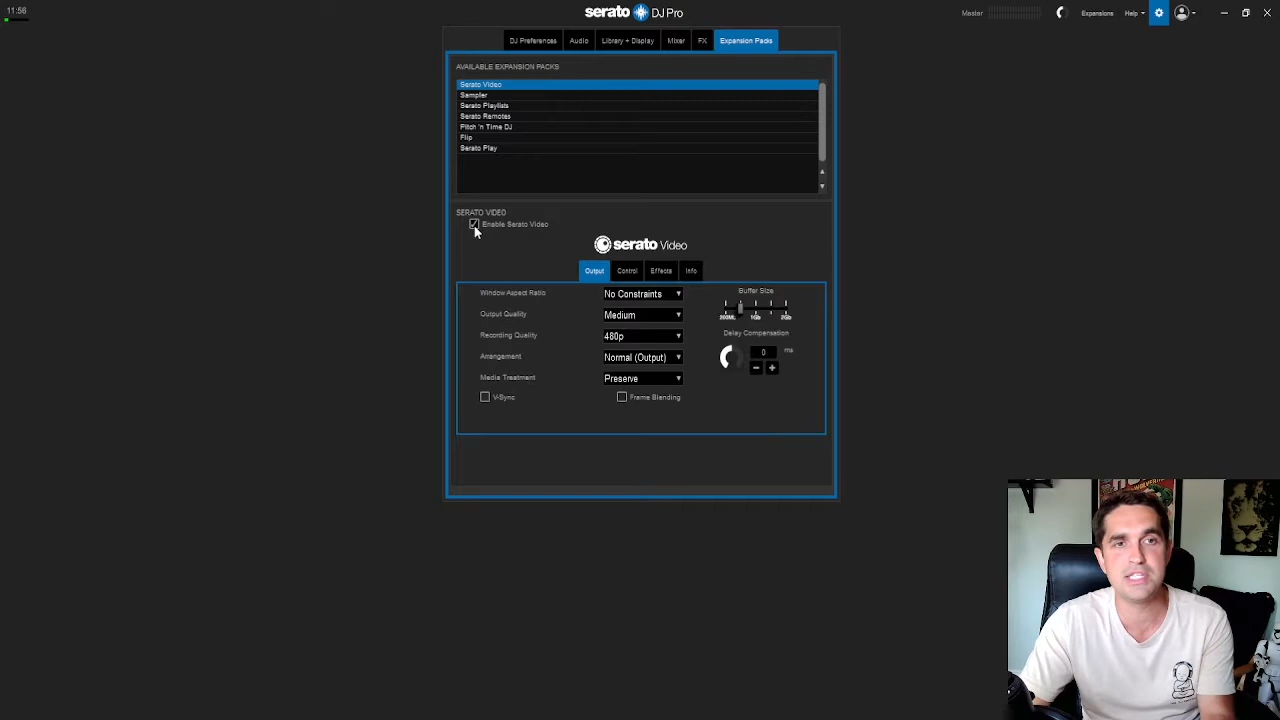 11:56
serato DJ Pro
Master
Expansions
Help
DJ Preferences
Audio
Library + Display
Mixer
FX
Expansion Packs
AVAILABLE EXPANSION PACKS
Serato Video
Sampler
Serato Playlists
Serato Remotes
Pitch 'n Time DJ
Flip
Serato Play
SERATO VIDEO
Enable Serato Video
serato Video
Output
Control
Effects
Info
Window Aspect Ratio
No Constraints
Buffer Size
Output Quality
Medium
1Gb
2Gb
Recording Quality
480p
Delay Compensation
Arrangement
Normal (Output)
0
ms
Media Treatment
Preserve
V-Sync
Frame Blending